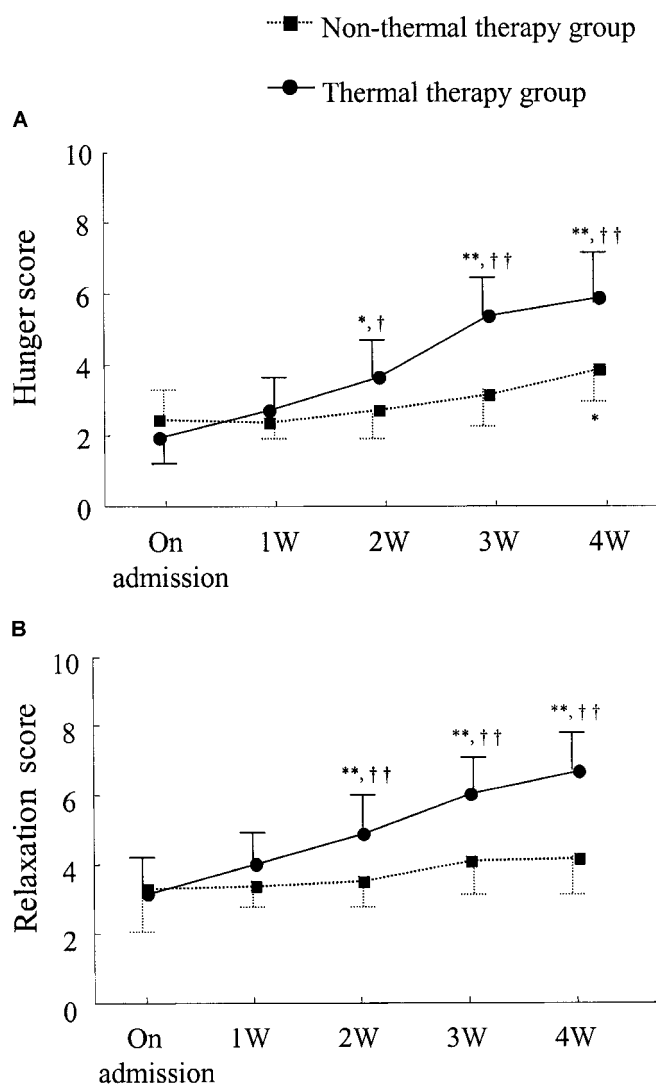 Non-thermal therapy group
Thermal therapy group
A
Hunger score
10
8
6
4
2
0
*, †
**, † †
**, † †
*
On admission
1W
2W
3W
4W
B
Relaxation score
10
8
6
4
2
0
**, † †
**, † †
**, † †
On admission
1W
2W
3W
4W